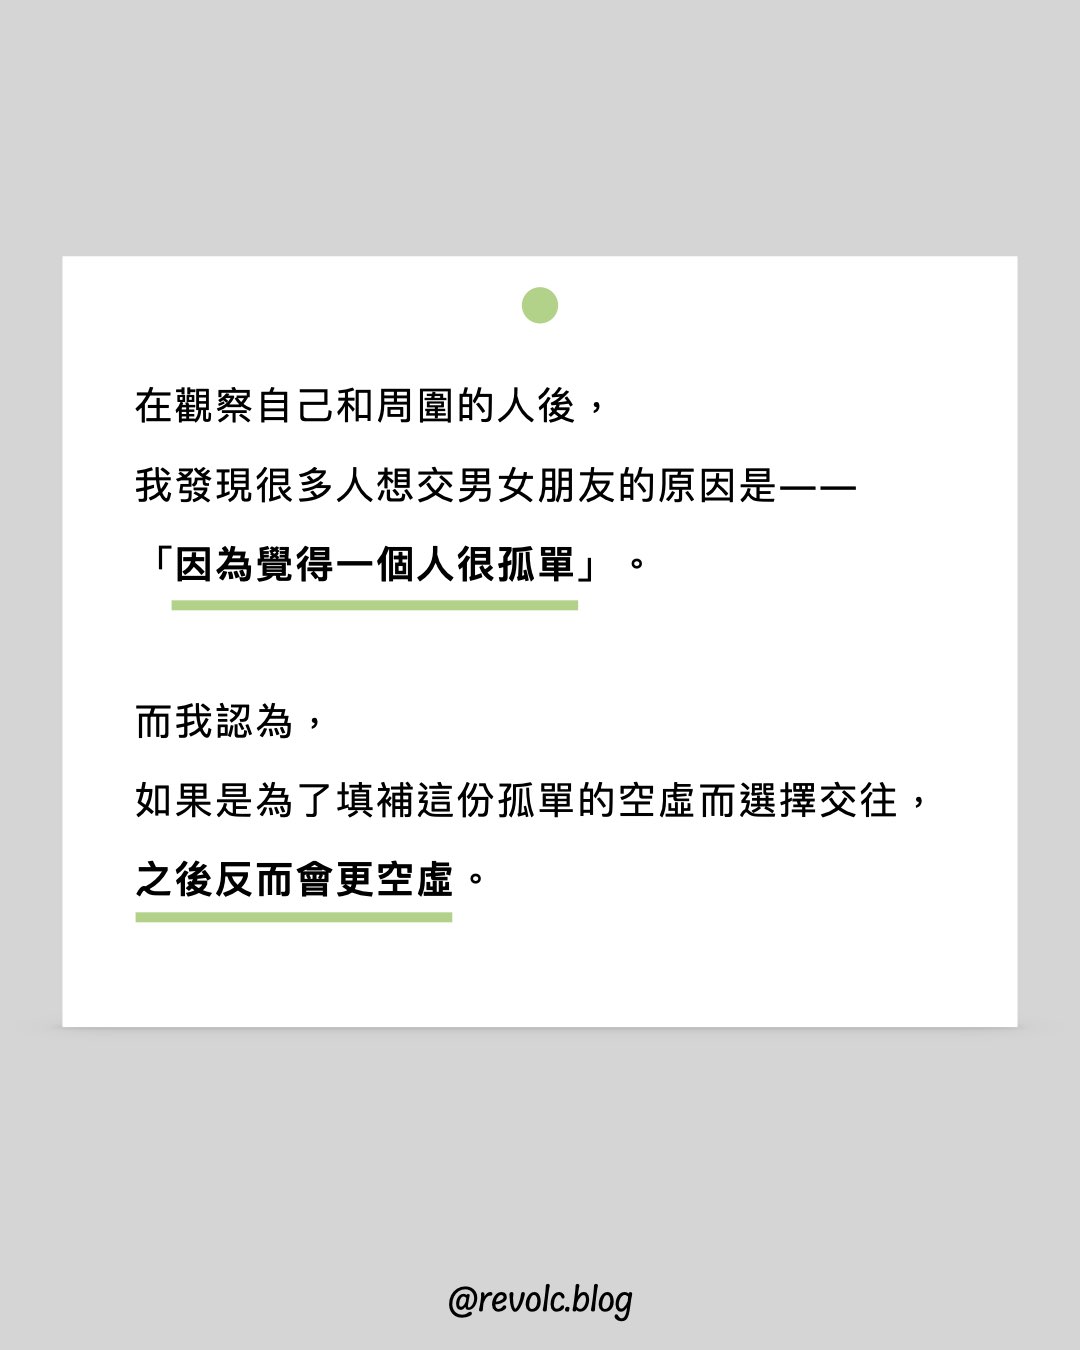 在觀察自己和周圍的人後，
我發現很多人想交男女朋友的原因是——
「因為覺得一個人很孤單」。
而我認為，
如果是為了填補這份孤單的空虛而選擇交往，
之後反而會更空虛。
@revolc.blog